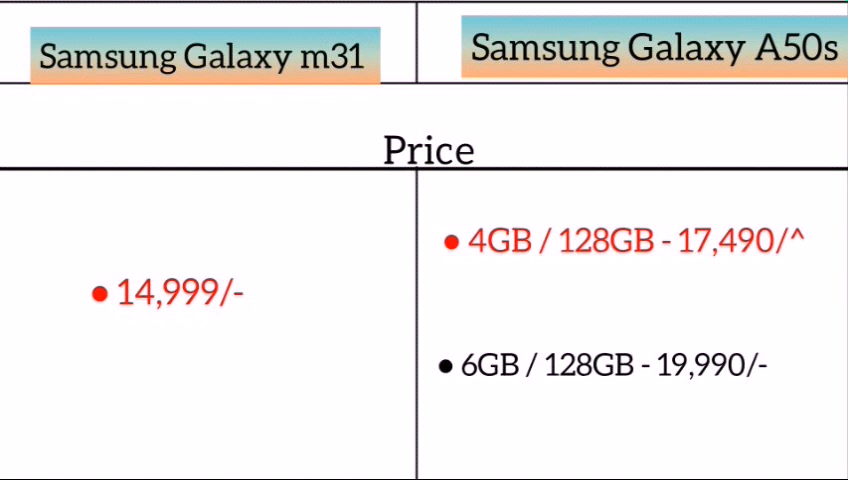 Samsung Galaxy m31
Samsung Galaxy A50s
Price
● 14,999/-
● 4GB / 128GB - 17,490/^
● 6GB / 128GB - 19,990/-